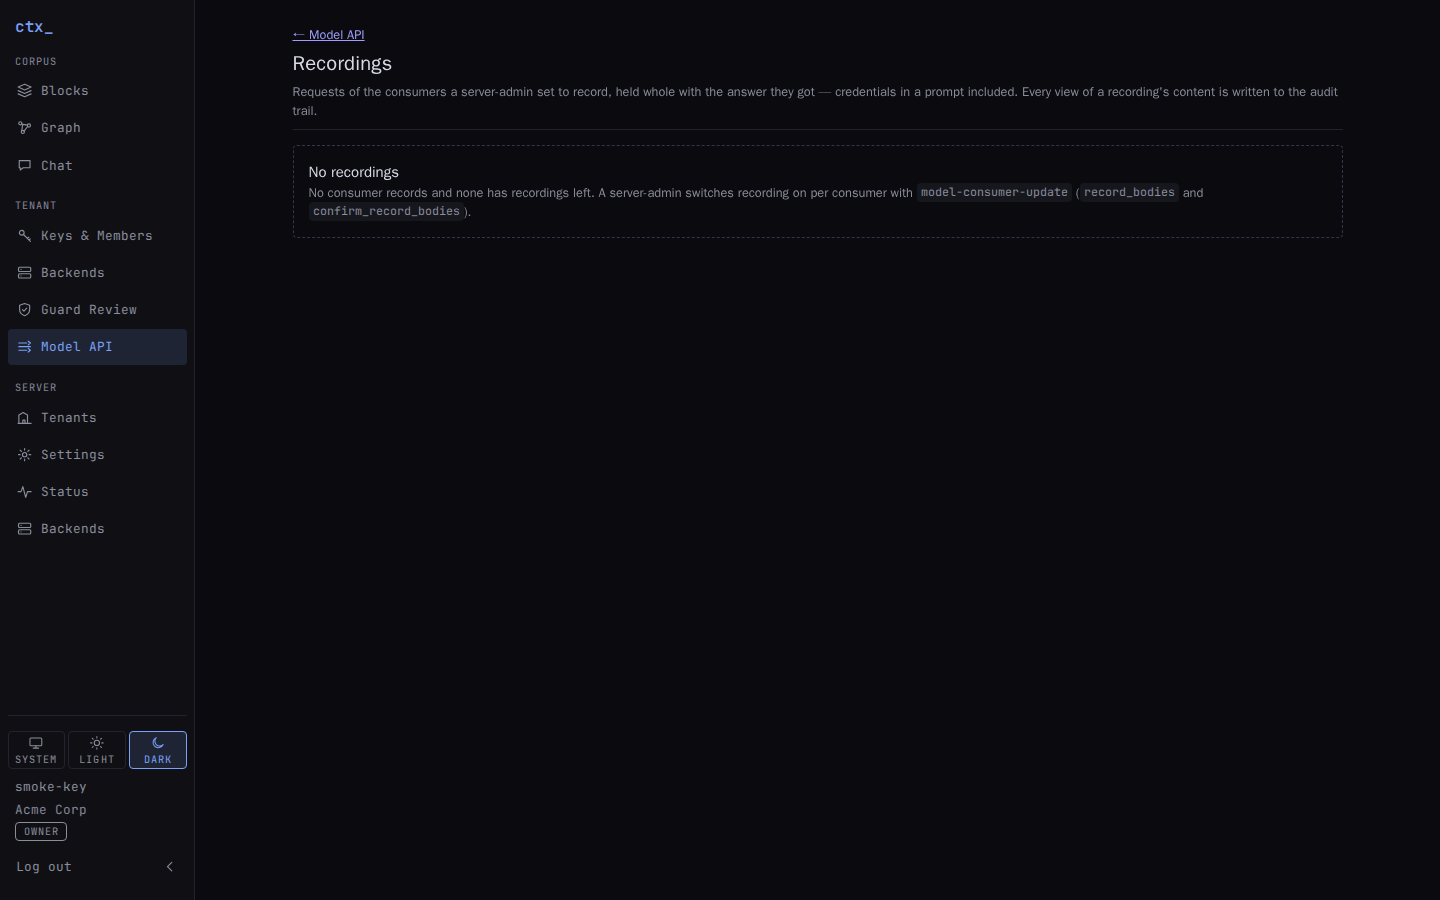 ctx_
CORPUS
Blocks
Graph
Chat
TENANT
Keys & Members
Backends
Guard Review
Model API
SERVER
Tenants
Settings
Status
Backends
SYSTEM LIGHT DARK
smoke-key
Acme Corp
OWNER
Log out
← Model API
Recordings
Requests of the consumers a server-admin set to record, held whole with the answer they got — credentials in a prompt included. Every view of a recording's content is written to the audit
trail.
No recordings
No consumer records and none has recordings left. A server-admin switches recording on per consumer with model-consumer-update ( record_bodies and
confirm_record_bodies ).